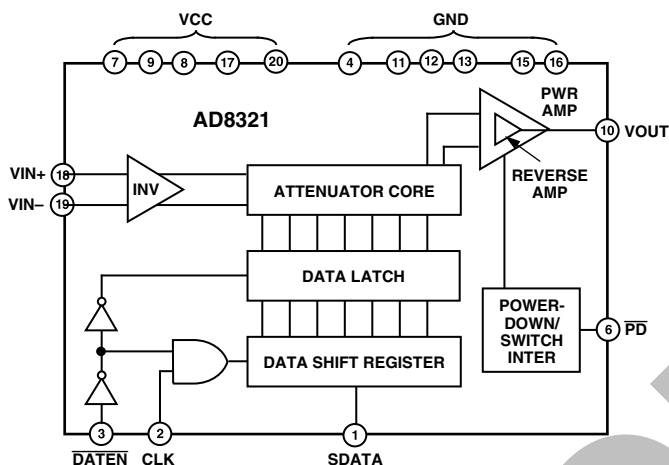 VCC
GND
7 9 8 17 20 4 11 12 13 15 16
AD8321
PWR
AMP
10 VOUT
REVERSE
AMP
VIN+ 18
VIN– 19
INV
ATTENUATOR CORE
DATA LATCH
POWER-
DOWN/
SWITCH
INTER
6 PD
DATA SHIFT REGISTER
3 2 1
DATEN CLK SDATA